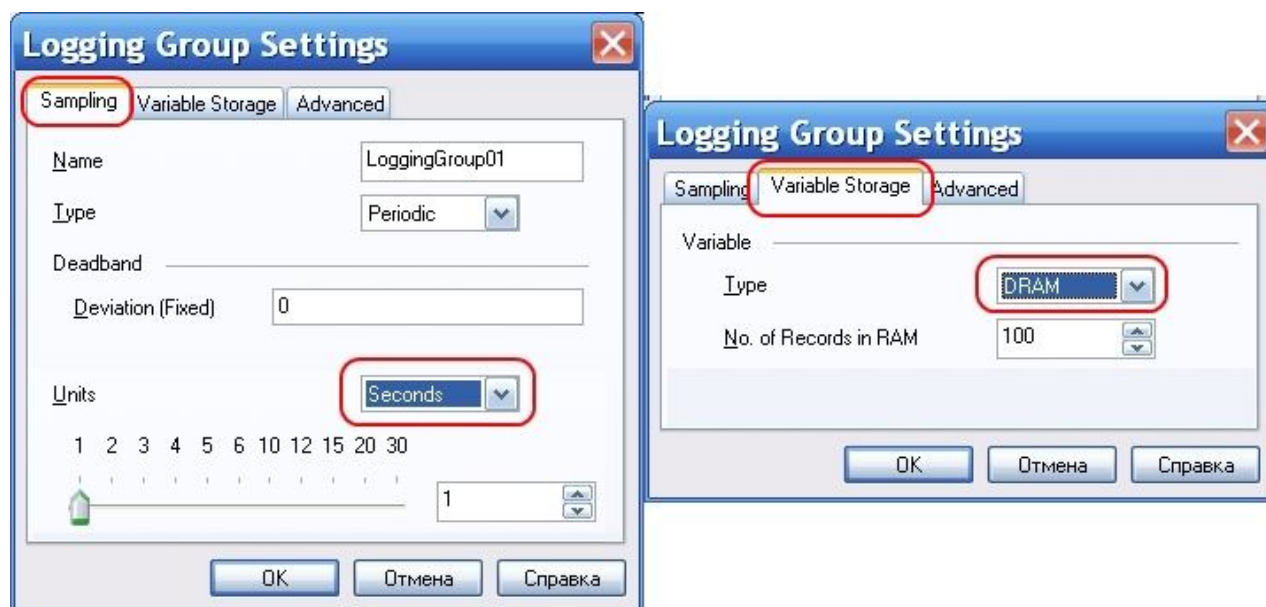 Logging Group Settings
Sampling Variable Storage Advanced
Name LoggingGroup01
Type Periodic
Deadband
Deviation (Fixed) 0
Units Seconds
1 2 3 4 5 6 10 12 15 20 30
1
OK Отмена Справка
Logging Group Settings
Sampling Variable Storage Advanced
Variable
Type DRAM
No. of Records in RAM 100
OK Отмена Справка